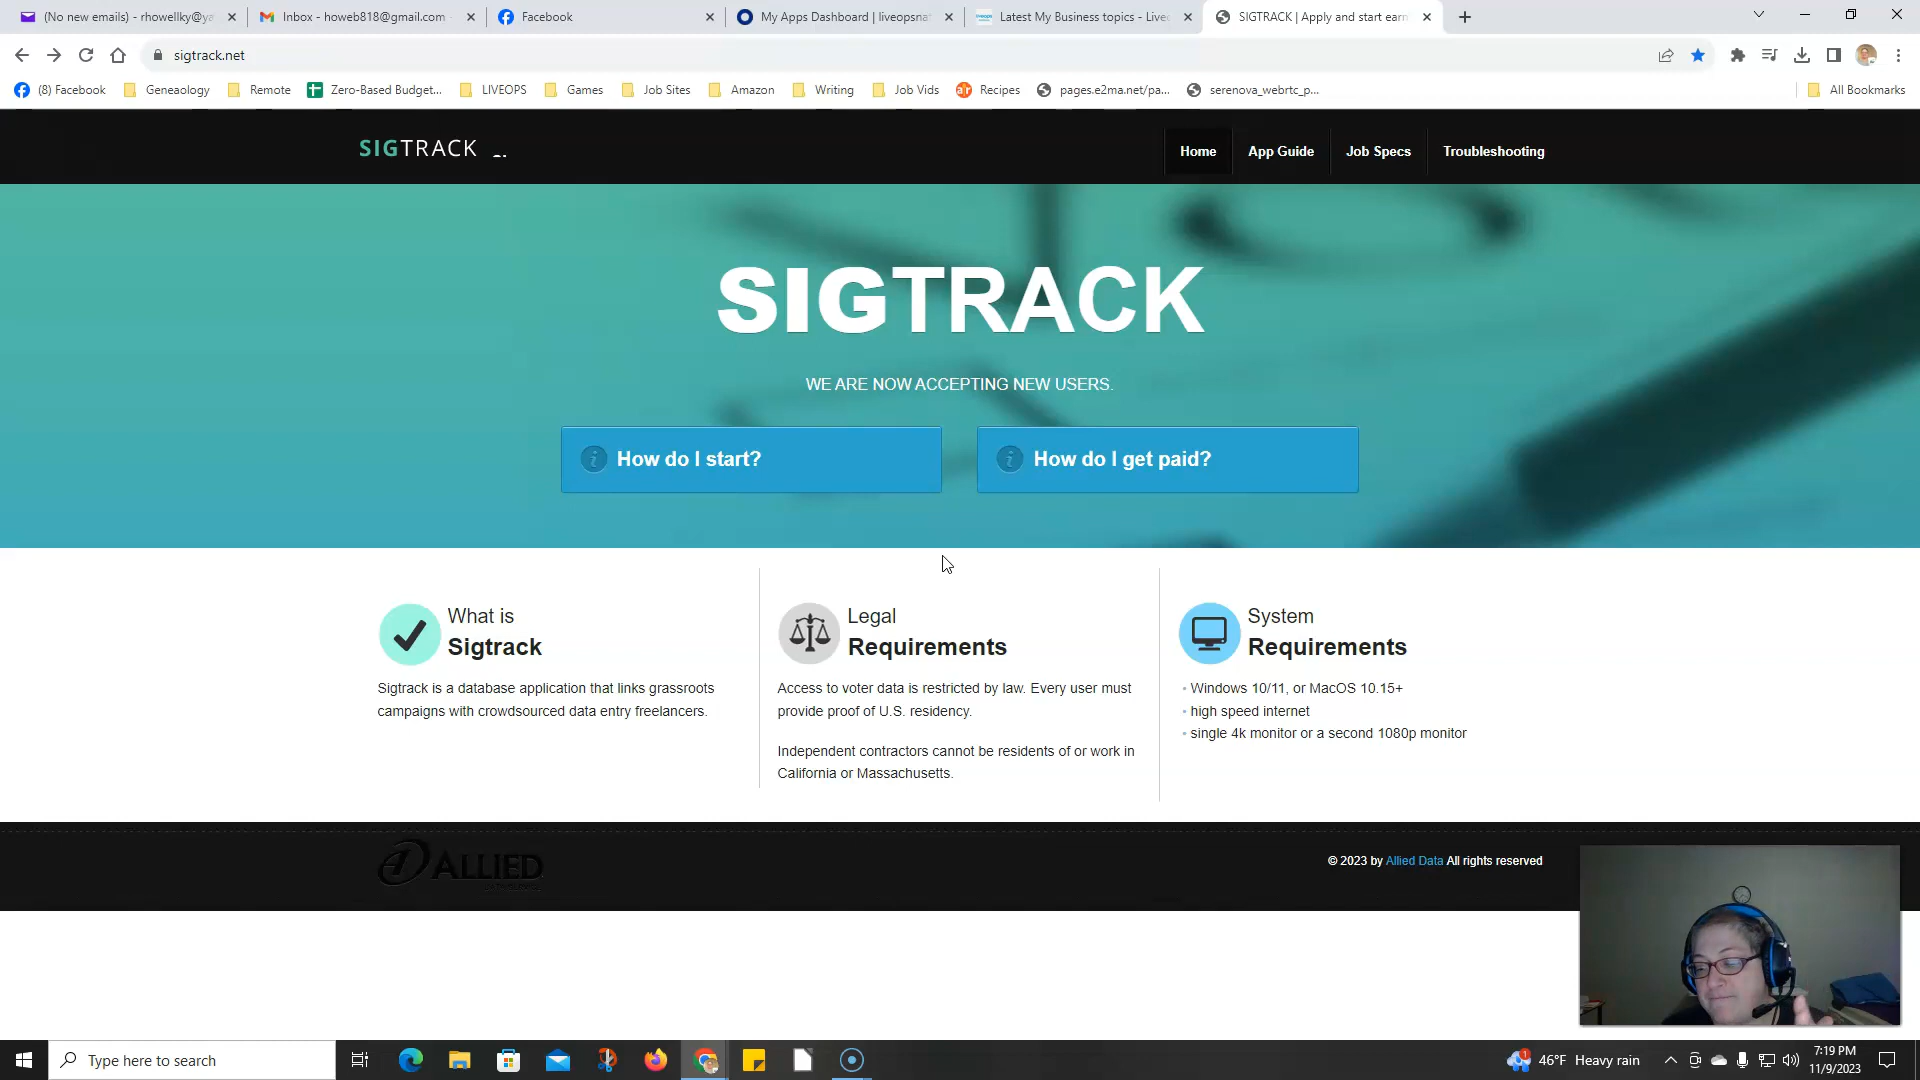 (No new emails) - rhowellky@ya
Inbox - howeb818@gmail.com
Facebook
My Apps Dashboard | liveopsnat
Latest My Business topics - Live
SIGTRACK | Apply and start earn
sigtrack.net
(8) Facebook
Geneaology
Remote
Zero-Based Budget...
LIVEOPS
Games
Job Sites
Amazon
Writing
Job Vids
Recipes
pages.e2ma.net/pa...
serenova_webrtc_p...
All Bookmarks
SIGTRACK
Home
App Guide
Job Specs
Troubleshooting
SIGTRACK
WE ARE NOW ACCEPTING NEW USERS.
How do I start?
How do I get paid?
What is
Sigtrack
Sigtrack is a database application that links grassroots
campaigns with crowdsourced data entry freelancers.
Legal
Requirements
Access to voter data is restricted by law. Every user must
provide proof of U.S. residency.
Independent contractors cannot be residents of or work in
California or Massachusetts.
System
Requirements
• Windows 10/11, or MacOS 10.15+
• high speed internet
• single 4k monitor or a second 1080p monitor
ALLIED
© 2023 by Allied Data All rights reserved
Type here to search
46°F Heavy rain
7:19 PM
11/9/2023